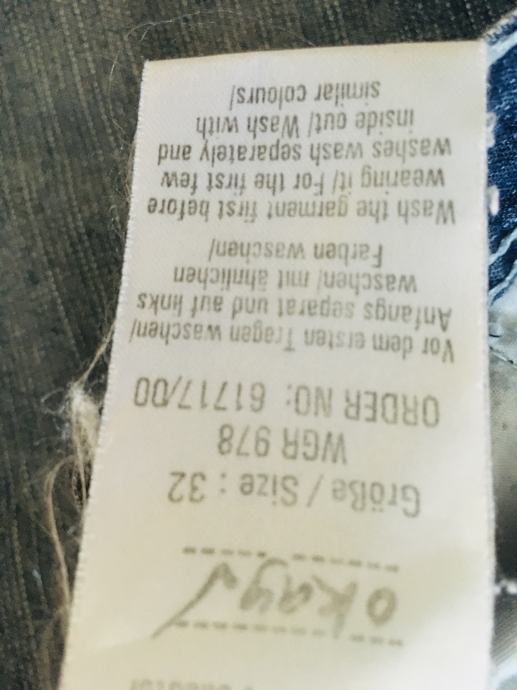 okay
Größe / Size : 32
WGR 978
ORDER NO: 61717/00
Vor dem ersten Tragen waschen/
Anfangs separat und auf links
waschen/ mit ähnlichen
Farben waschen/
Wash the garment first before
Wearing it/ For the first few
washes wash separately and
inside out/ Wash with
similar colours/